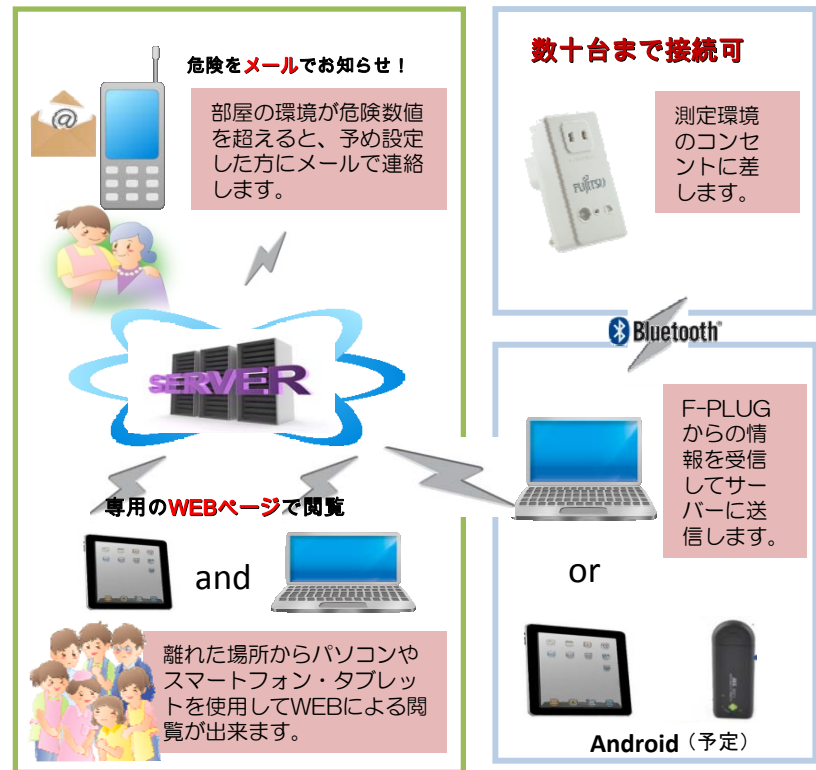 危険をメールでお知らせ！
@
部屋の環境が危険数値
を超えると、予め設定
した方にメールで連絡
します。
SERVER
専用のWEBページで閲覧
and
離れた場所からパソコンや
スマートフォン・タブレッ
トを使用してWEBによる閲
覧が出来ます。
数十台まで接続可
FUJITSU
測定環境
のコンセ
ントに差
します。
Bluetooth
F-PLUG
からの情
報を受信
してサー
バーに送
信します。
or
Android（予定）